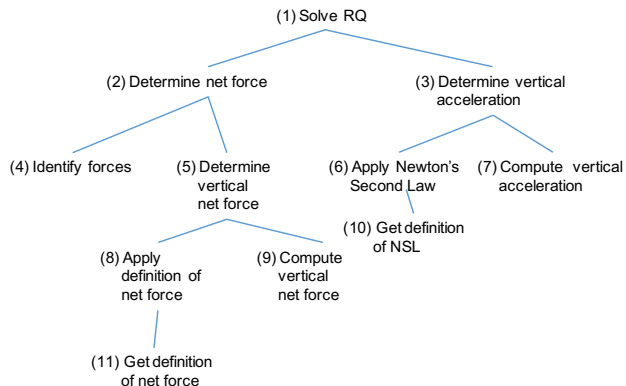 (1) Solve RQ
(2) Determine net force
(3) Determine vertical
acceleration
(4) Identify forces
(5) Determine
vertical
net force
(6) Apply Newton's
Second Law
(7) Compute vertical
acceleration
(10) Get definition
of NSL
(8) Apply
definition of
net force
(9) Compute
vertical
net force
(11) Get definition
of net force